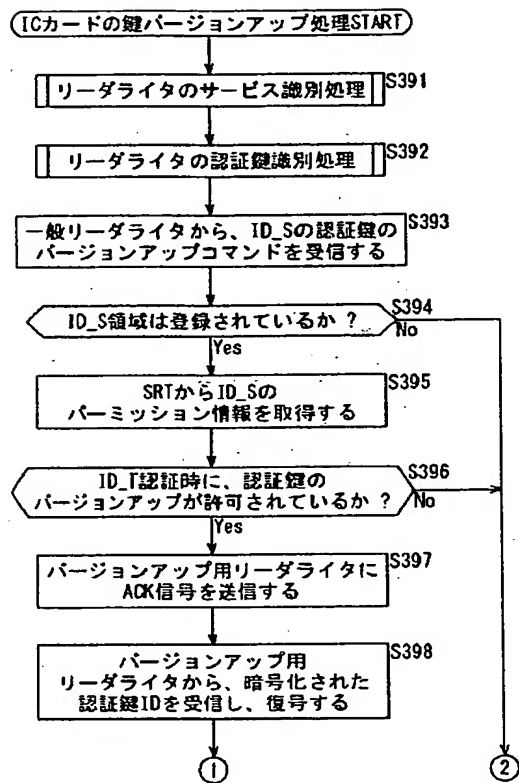 ICカードの鍵バージョンアップ処理START
リーダライタのサービス識別処理
S391
リーダライタの認証鍵識別処理
S392
一般リーダライタから、ID_Sの認証鍵の
バージョンアップコマンドを受信する
S393
ID_S領域は登録されているか ?
S394
No
Yes
SRTからID_Sの
パーミッション情報を取得する
S395
ID_T認証時に、認証鍵の
バージョンアップが許可されているか ?
S396
No
Yes
バージョンアップ用リーダライタに
ACK信号を送信する
S397
バージョンアップ用
リーダライタから、暗号化された
認証鍵IDを受信し、復号する
S398
1
2